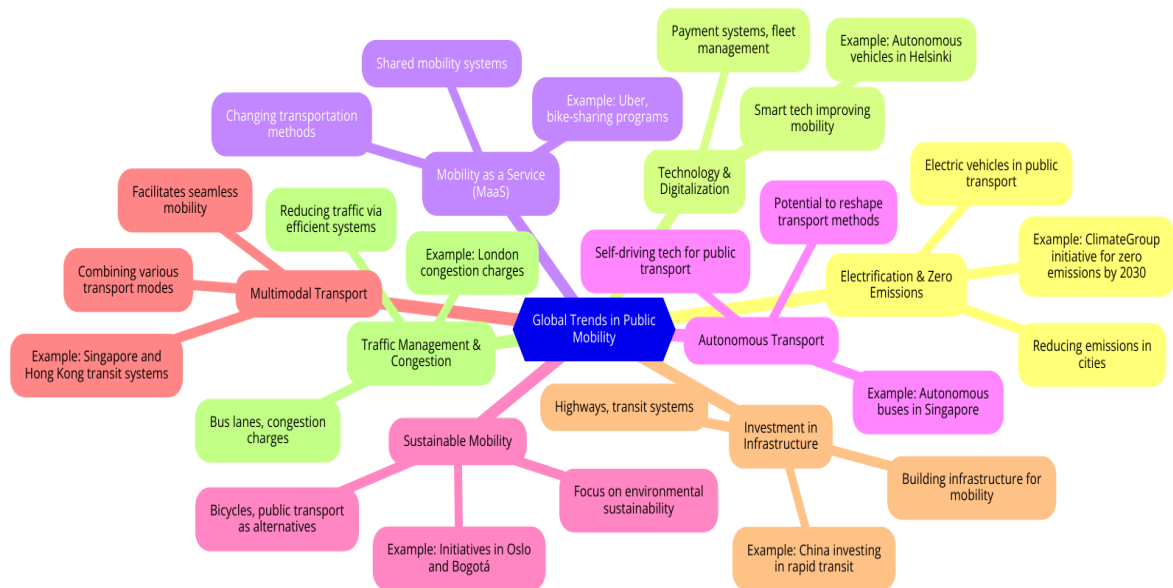 Global Trends in Public
Mobility
Mobility as a Service
(MaaS)
Shared mobility systems
Changing transportation
methods
Example: Uber,
bike-sharing programs
Technology &
Digitalization
Payment systems, fleet
management
Smart tech improving
mobility
Example: Autonomous
vehicles in Helsinki
Electrification & Zero
Emissions
Electric vehicles in public
transport
Example: ClimateGroup
initiative for zero
emissions by 2030
Reducing emissions in
cities
Autonomous Transport
Self-driving tech for public
transport
Potential to reshape
transport methods
Example: Autonomous
buses in Singapore
Investment in
Infrastructure
Highways, transit systems
Building infrastructure for
mobility
Example: China investing
in rapid transit
Sustainable Mobility
Focus on environmental
sustainability
Example: Initiatives in Oslo
and Bogotá
Bicycles, public transport
as alternatives
Traffic Management &
Congestion
Reducing traffic via
efficient systems
Example: London
congestion charges
Bus lanes, congestion
charges
Multimodal Transport
Facilitates seamless
mobility
Combining various
transport modes
Example: Singapore and
Hong Kong transit systems